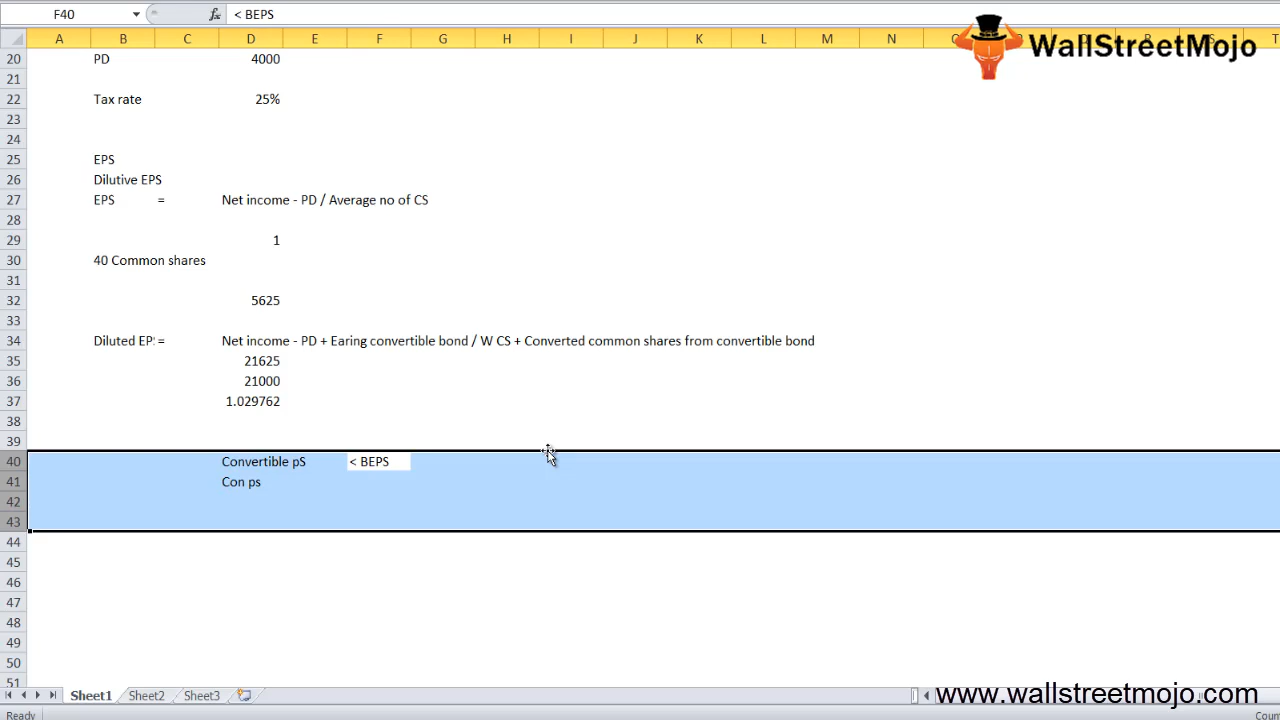 F40 fx < BEPS
A B C D E F G H I J K L M N T
WallStreetMojo
20 PD 4000
21
22 Tax rate 25%
23
24
25 EPS
26 Dilutive EPS
27 EPS = Net income - PD / Average no of CS
28
29 1
30 40 Common shares
31
32 5625
33
34 Diluted EP = Net income - PD + Earing convertible bond / W CS + Converted common shares from convertible bond
35 21625
36 21000
37 1.029762
38
39
40 Convertible pS < BEPS
41 Con ps
42
43
44
45
46
47
48
49
50
51
Sheet1 Sheet2 Sheet3
www.wallstreetmojo.com
Ready Coun